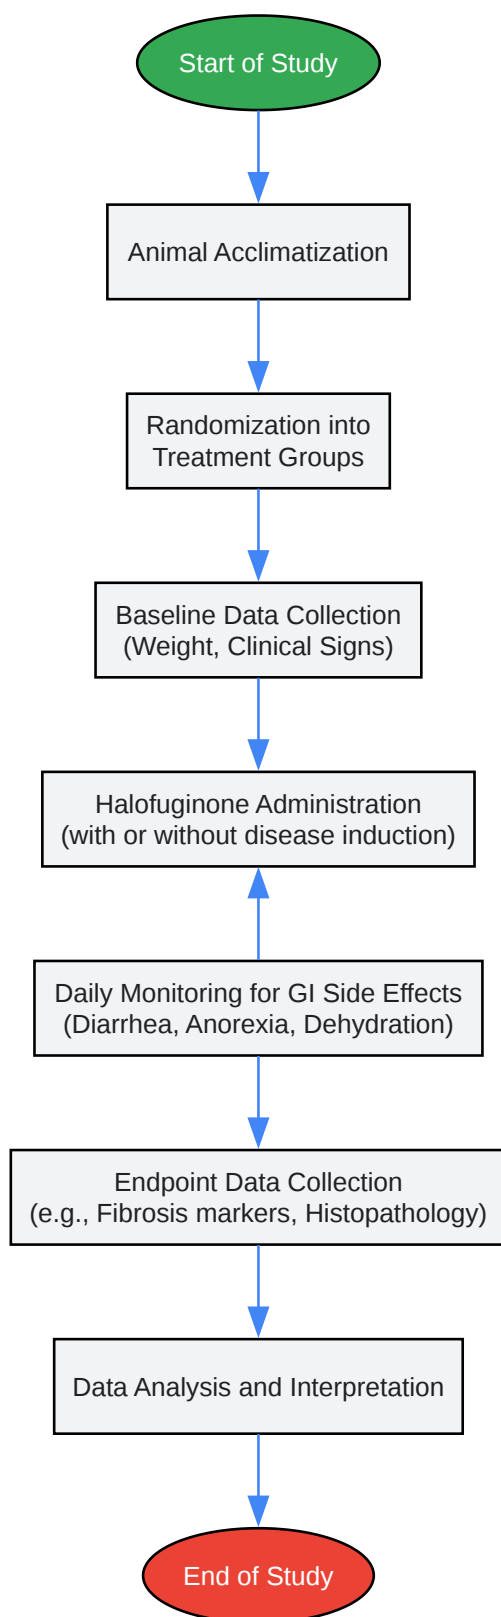 Start of Study
Animal Acclimatization
Randomization into
Treatment Groups
Baseline Data Collection
(Weight, Clinical Signs)
Halofuginone Administration
(with or without disease induction)
Daily Monitoring for GI Side Effects
(Diarrhea, Anorexia, Dehydration)
Endpoint Data Collection
(e.g., Fibrosis markers, Histopathology)
Data Analysis and Interpretation
End of Study